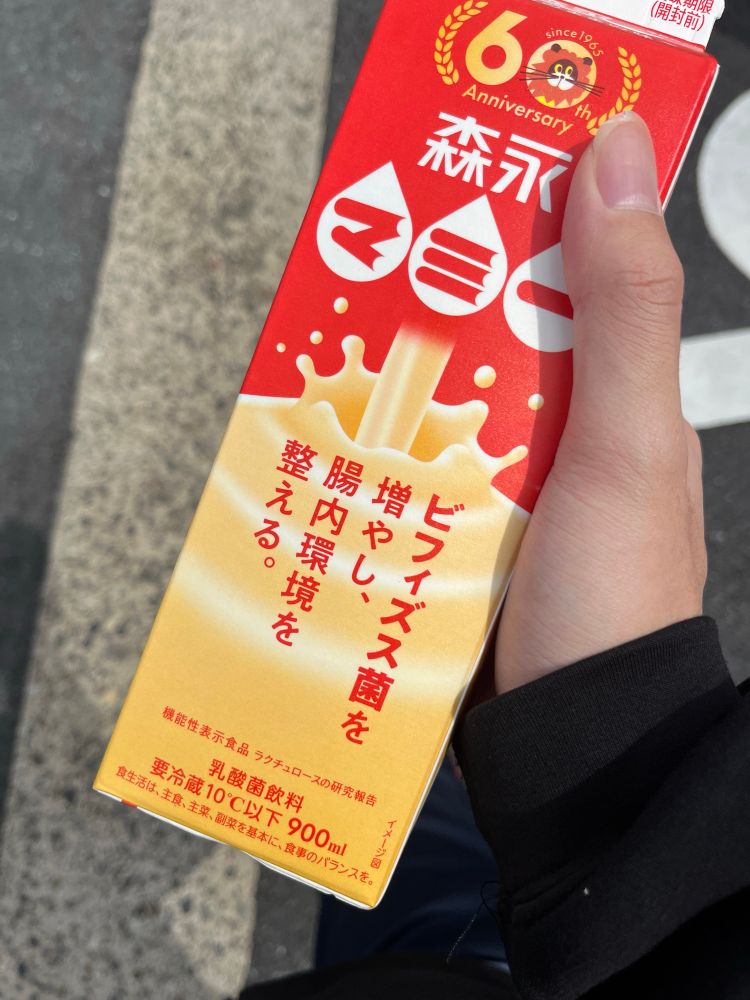 (開封前)
60th
since 1965
Anniversary
森永
マミー
ビフィズス菌を
増やし、
腸内環境を
整える。
機能性表示食品 ラクチュロースの研究報告
乳酸菌飲料
要冷蔵10℃以下 900ml
食生活は、主食、主菜、副菜を基本に、食事のバランスを。
イメージ図